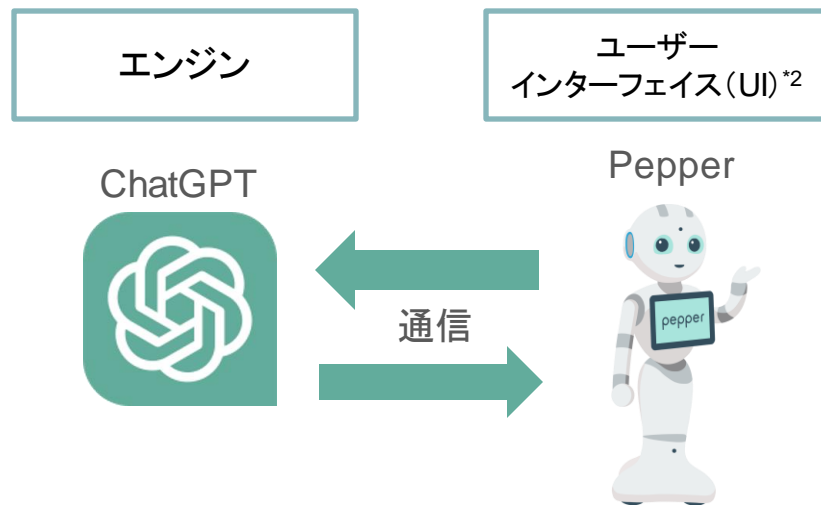 エンジン
ユーザー
インターフェイス（UI）*2
ChatGPT
Pepper
通信
pepper